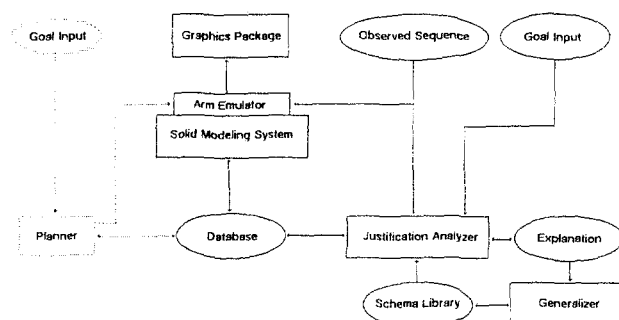 Goal Input
Graphics Package
Observed Sequence
Goal Input
Arm Emulator
Solid Modeling System
Planner
Database
Justification Analyzer
Explanation
Schema Library
Generalizer